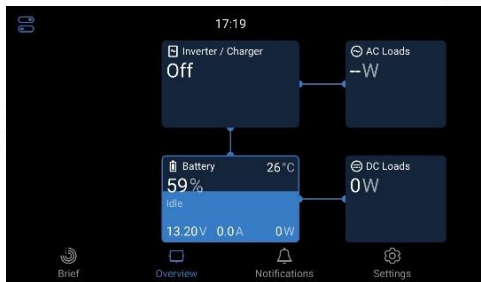 17:19
Inverter / Charger
Off
AC Loads
--W
Battery 26°C
59%
Idle
13.20V 0.0A 0W
DC Loads
0W
Brief Overview Notifications Settings